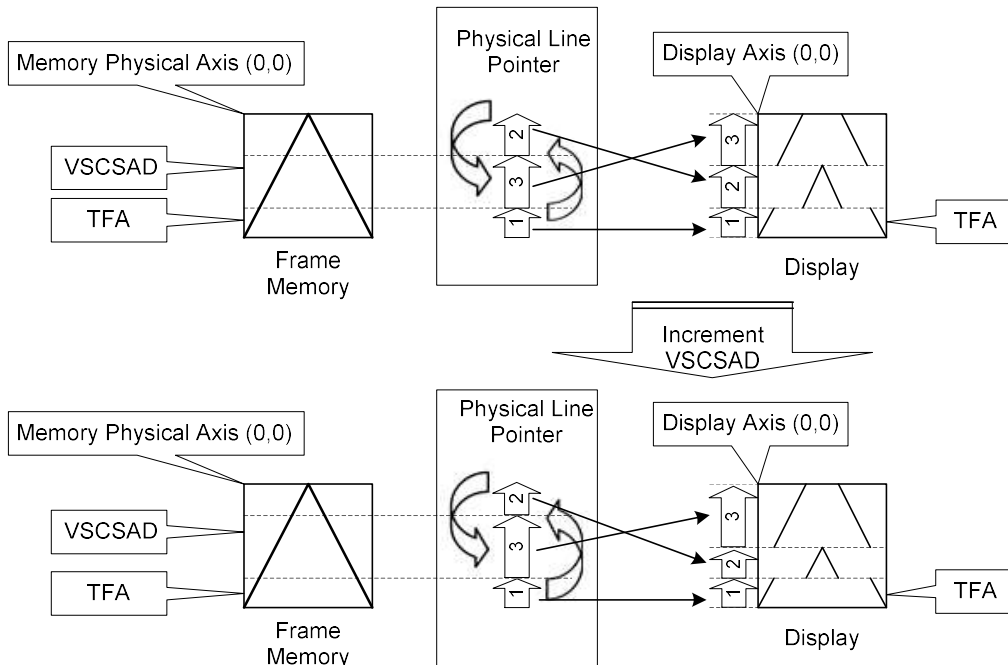 Physical Line
Pointer
Memory Physical Axis (0,0)
Display Axis (0,0)
VSCSAD
TFA
2
3
1
3
2
1
TFA
Frame
Memory
Display
Increment
VSCSAD
Physical Line
Pointer
Memory Physical Axis (0,0)
Display Axis (0,0)
VSCSAD
TFA
2
3
1
3
2
1
TFA
Frame
Memory
Display